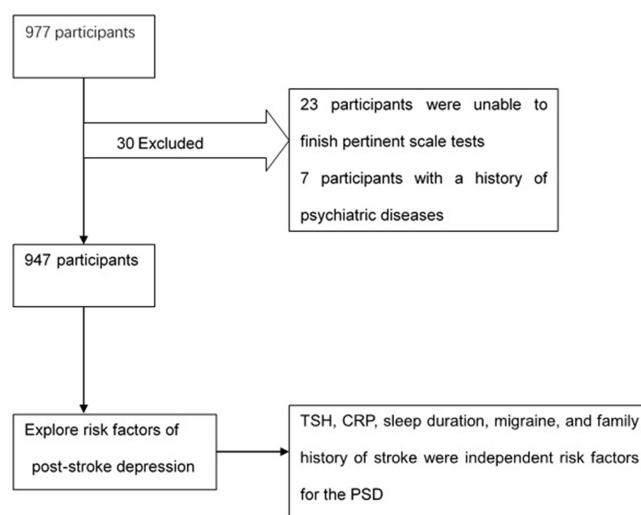 977 participants
30 Excluded
23 participants were unable to
finish pertinent scale tests
7 participants with a history of
psychiatric diseases
947 participants
Explore risk factors of
post-stroke depression
TSH, CRP, sleep duration, migraine, and family
history of stroke were independent risk factors
for the PSD